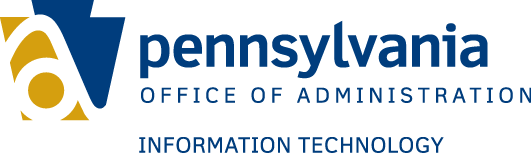 pennsylvania
OFFICE OF ADMINISTRATION
INFORMATION TECHNOLOGY